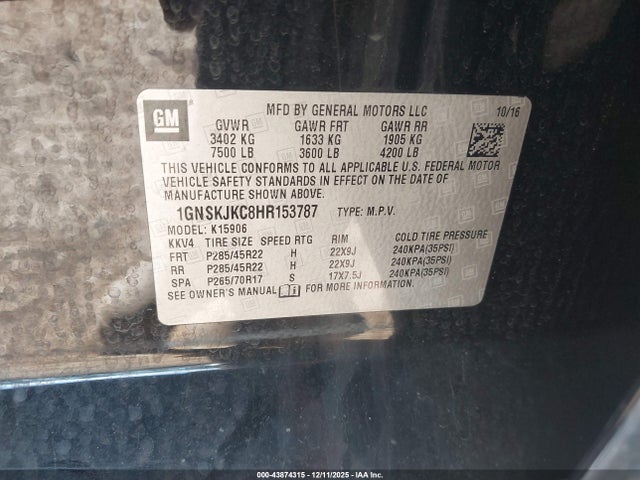 GM
MFD BY GENERAL MOTORS LLC 10/16
GVWR GAWR FRT GAWR RR
3402 KG 1633 KG 1905 KG
7500 LB 3600 LB 4200 LB
THIS VEHICLE CONFORMS TO ALL APPLICABLE U.S. FEDERAL MOTOR
VEHICLE SAFETY STANDARDS IN EFFECT ON THE DATE OF
MANUFACTURE SHOWN ABOVE.
1GNSKJKC8HR153787 TYPE: M.P.V.
MODEL: K15906
KKV4 TIRE SIZE SPEED RTG RIM COLD TIRE PRESSURE
FRT P285/45R22 H 22X9J 240KPA(35PSI)
RR P285/45R22 H 22X9J 240KPA(35PSI)
SPA P265/70R17 S 17X7.5J 240KPA(35PSI)
SEE OWNER'S MANUAL FOR MORE INFORMATION
000-43874315 - 12/11/2025 - IAA Inc.